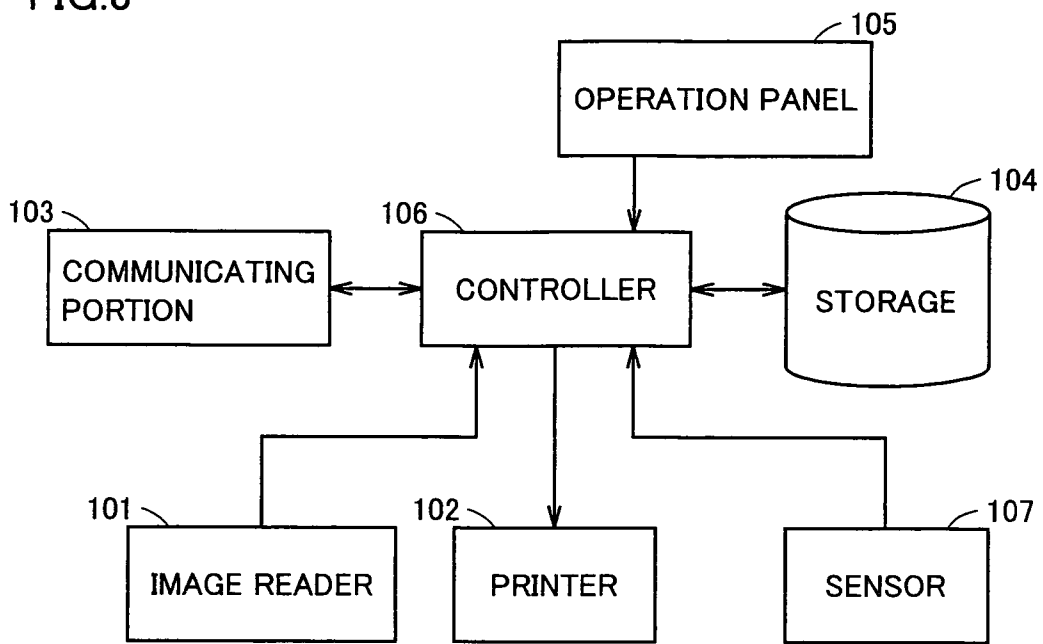 105
OPERATION PANEL
104
103
106
COMMUNICATING
PORTION
CONTROLLER
STORAGE
101
102
107
IMAGE READER
PRINTER
SENSOR